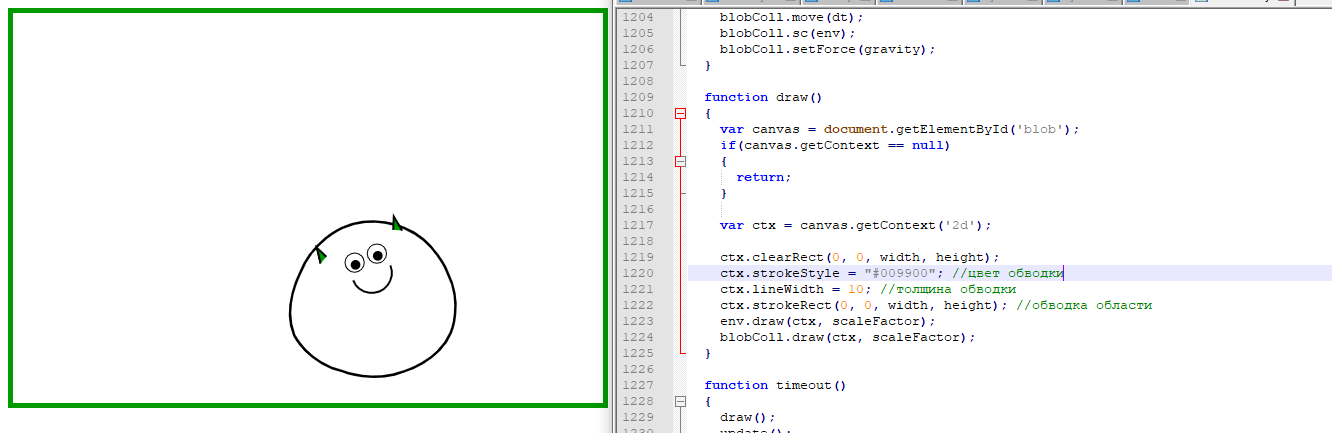 1204 blobColl.move(dt);
1205 blobColl.sc(env);
1206 blobColl.setForce(gravity);
1207 }
1208
1209 function draw()
1210 {
1211 var canvas = document.getElementById('blob');
1212 if(canvas.getContext == null)
1213 {
1214 return;
1215 }
1216
1217 var ctx = canvas.getContext('2d');
1218
1219 ctx.clearRect(0, 0, width, height);
1220 ctx.strokeStyle = "#009900"; //цвет обводки
1221 ctx.lineWidth = 10; //толщина обводки
1222 ctx.strokeRect(0, 0, width, height); //обводка области
1223 env.draw(ctx, scaleFactor);
1224 blobColl.draw(ctx, scaleFactor);
1225 }
1226
1227 function timeout()
1228 {
1229 draw();
1230 update();